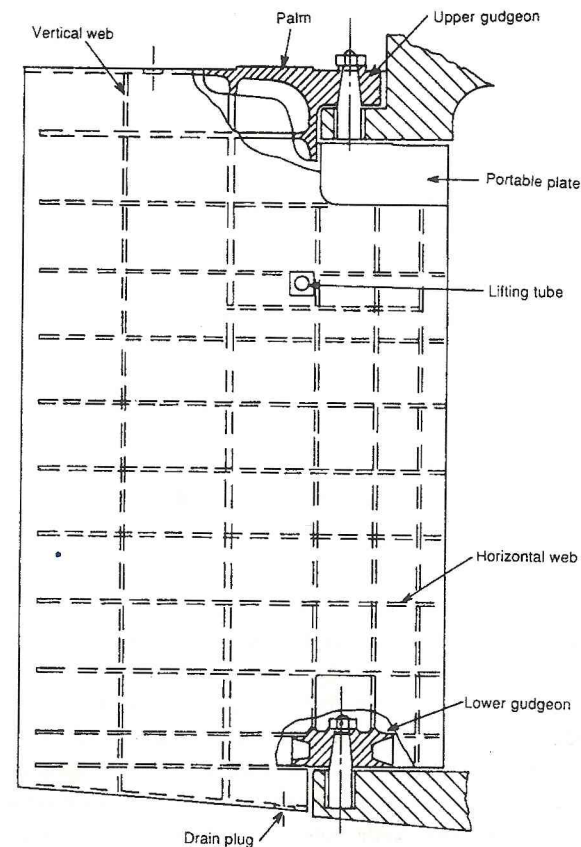 Palm
Upper gudgeon
Vertical web
Portable plate
Lifting tube
Horizontal web
Lower gudgeon
Drain plug